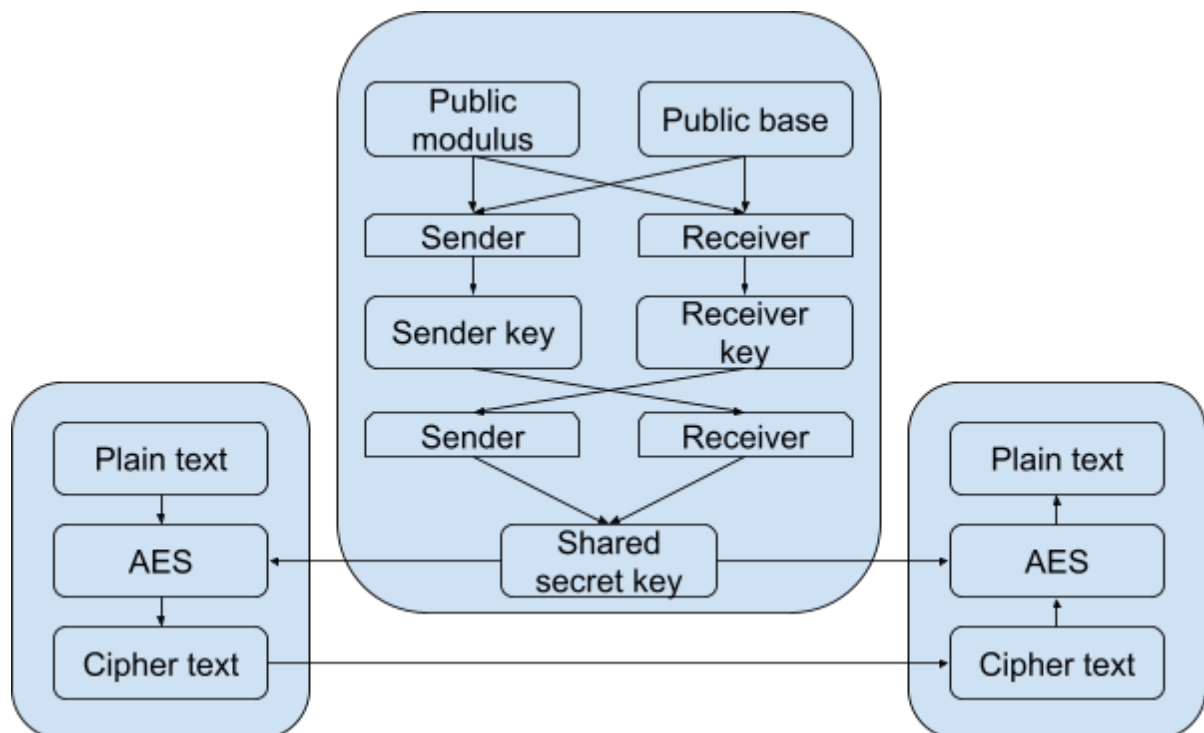 Public
modulus
Public base
Sender
Receiver
Sender key
Receiver
key
Sender
Receiver
Shared
secret key
Plain text
AES
Cipher text
Plain text
AES
Cipher text